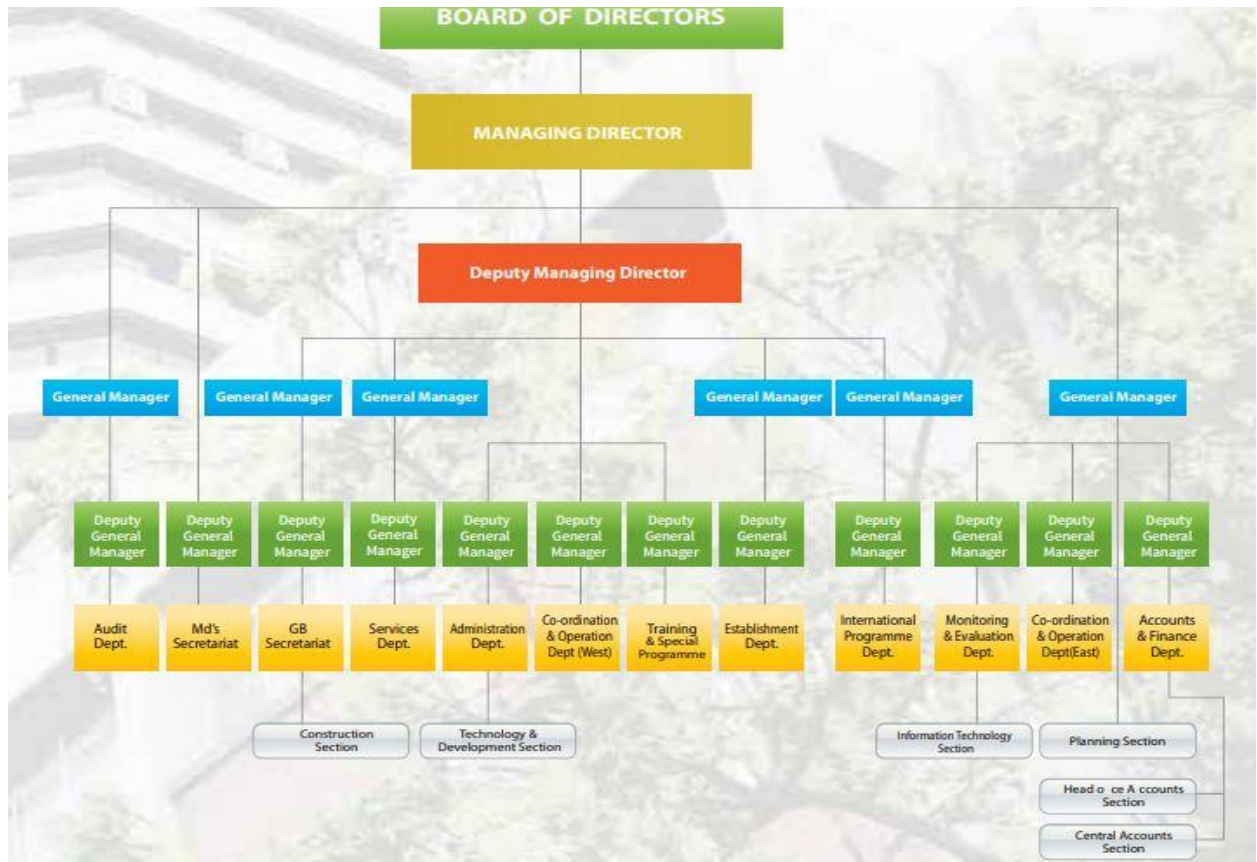 BOARD OF DIRECTORS
MANAGING DIRECTOR
Deputy Managing Director
General Manager
General Manager
General Manager
General Manager
General Manager
General Manager
Deputy
General
Manager
Deputy
General
Manager
Deputy
General
Manager
Deputy
General
Manager
Deputy
General
Manager
Deputy
General
Manager
Deputy
General
Manager
Deputy
General
Manager
Deputy
General
Manager
Deputy
General
Manager
Deputy
General
Manager
Deputy
General
Manager
Audit
Dept.
Md's
Secretariat
GB
Secretariat
Services
Dept.
Administration
Dept.
Co-ordination
& Operation
Dept (West)
Training
& Special
Programme
Establishment
Dept.
International
Programme
Dept.
Monitoring
& Evaluation
Dept.
Co-ordination
& Operation
Dept(East)
Accounts
& Finance
Dept.
Construction
Section
Technology &
Development Section
Information Technology
Section
Planning Section
Head o ce A ccounts
Section
Central Accounts
Section